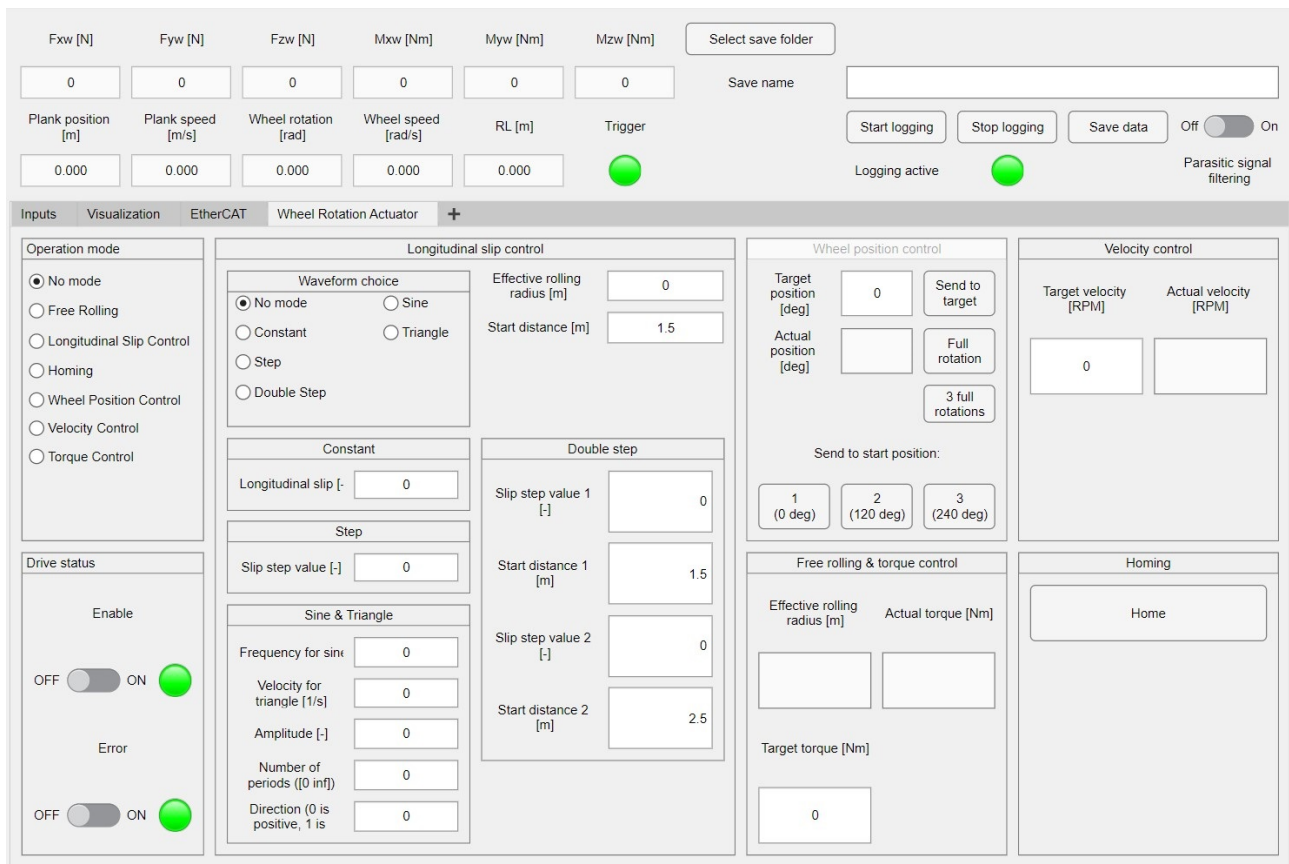 Fxw [N] Fyw [N] Fzw [N] Mxw [Nm] Myw [Nm] Mzw [Nm] Select save folder
0 0 0 0 0 0 Save name
Plank position [m] Plank speed [m/s] Wheel rotation [rad] Wheel speed [rad/s] RL [m] Trigger Start logging Stop logging Save data Off On
0.000 0.000 0.000 0.000 0.000 Logging active Parasitic signal filtering
Inputs Visualization EtherCAT Wheel Rotation Actuator +
Operation mode
No mode
Free Rolling
Longitudinal Slip Control
Homing
Wheel Position Control
Velocity Control
Torque Control
Drive status
Enable
OFF ON
Error
OFF ON
Longitudinal slip control
Waveform choice
No mode Sine
Constant Triangle
Step
Double Step
Effective rolling radius [m] 0
Start distance [m] 1.5
Constant
Longitudinal slip [- 0
Step
Slip step value [-] 0
Sine & Triangle
Frequency for sine 0
Velocity for triangle [1/s] 0
Amplitude [-] 0
Number of periods ([0 inf]) 0
Direction (0 is positive, 1 is 0
Double step
Slip step value 1 [-] 0
Start distance 1 [m] 1.5
Slip step value 2 [-] 0
Start distance 2 [m] 2.5
Wheel position control
Target position [deg] 0 Send to target
Actual position [deg] Full rotation
3 full rotations
Send to start position:
1 (0 deg) 2 (120 deg) 3 (240 deg)
Free rolling & torque control
Effective rolling radius [m] Actual torque [Nm]
Target torque [Nm]
0
Velocity control
Target velocity [RPM] Actual velocity [RPM]
0
Homing
Home